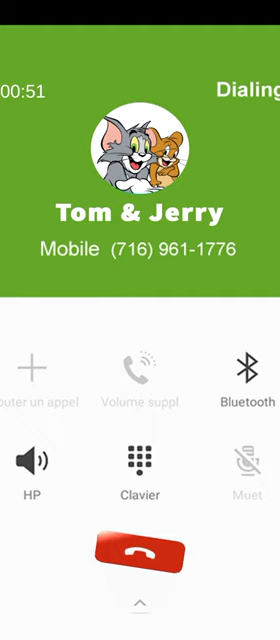 00:51
Dialing
Tom & Jerry
Mobile (716) 961-1776
outer un appel
Volume suppl
Bluetooth
HP
Clavier
Muet